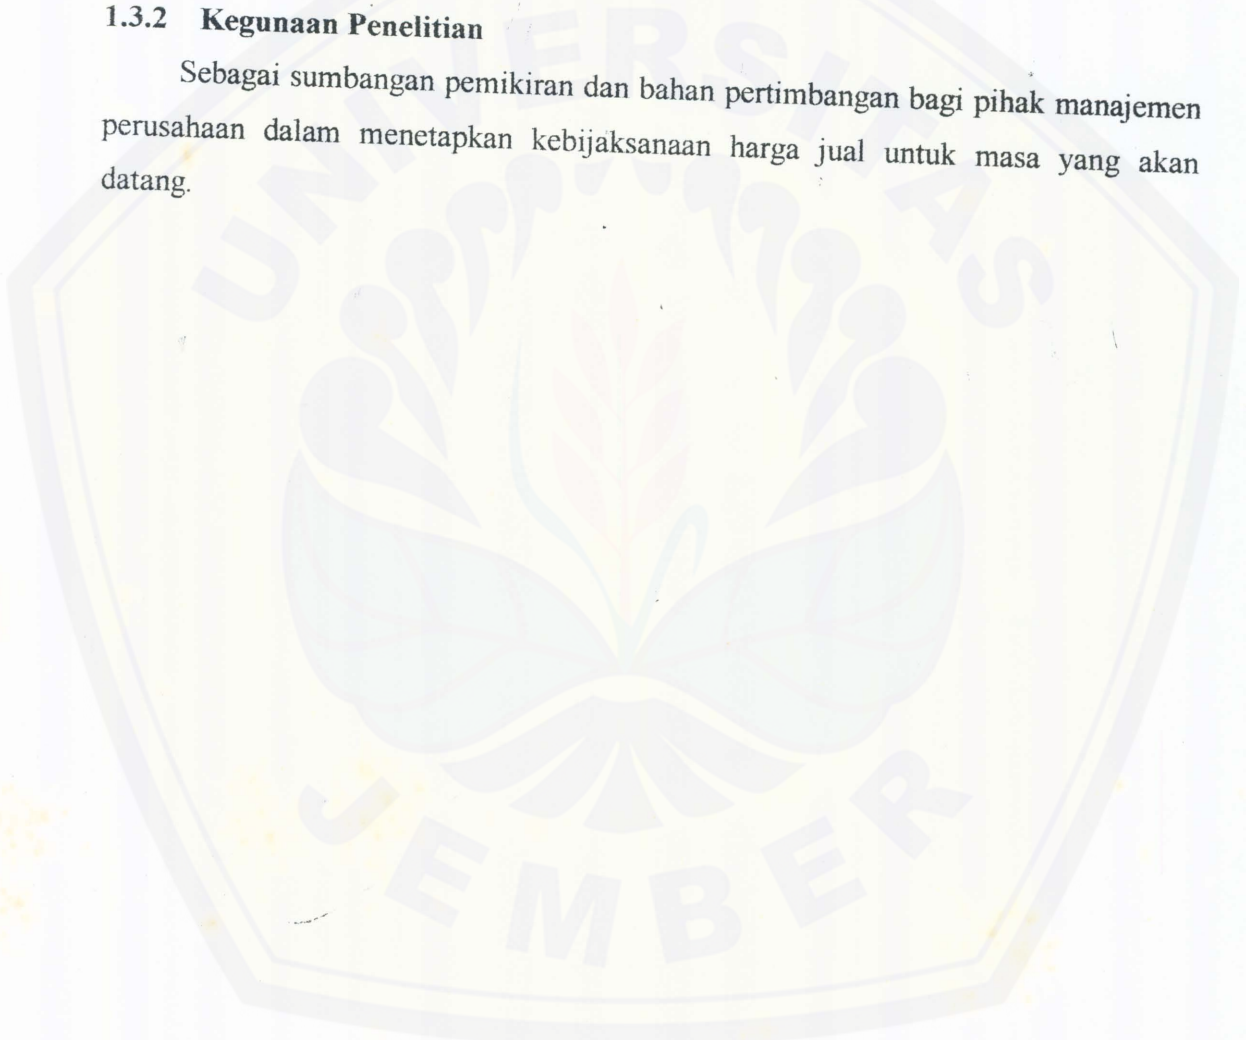 1.3.2 Kegunaan Penelitian
Sebagai sumbangan pemikiran dan bahan pertimbangan bagi pihak manajemen
perusahaan dalam menetapkan kebijaksanaan harga jual untuk masa yang akan
datang.
UNIVERSITAS
JEMBER